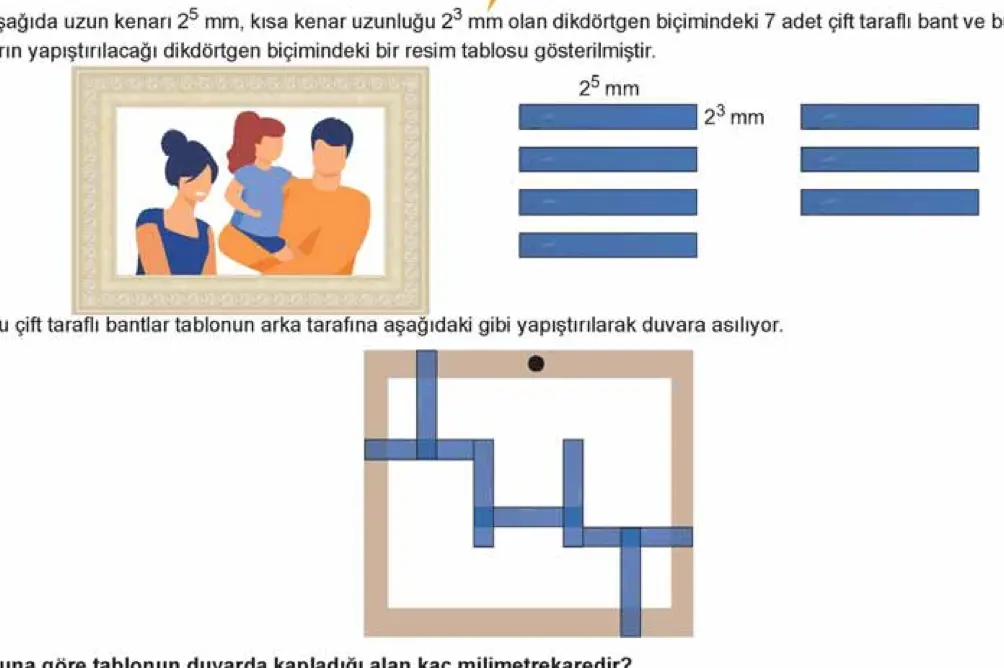 şağıda uzun kenarı 2⁵ mm, kısa kenar uzunluğu 2³ mm olan dikdörtgen biçimindeki 7 adet çift taraflı bant ve b
rın yapıştırılacağı dikdörtgen biçimindeki bir resim tablosu gösterilmiştir.
2⁵ mm
2³ mm
u çift taraflı bantlar tablonun arka tarafına aşağıdaki gibi yapıştırılarak duvara asılıyor.
una göre tablonun duvarda kapladığı alan kaç milimetrekaredir?